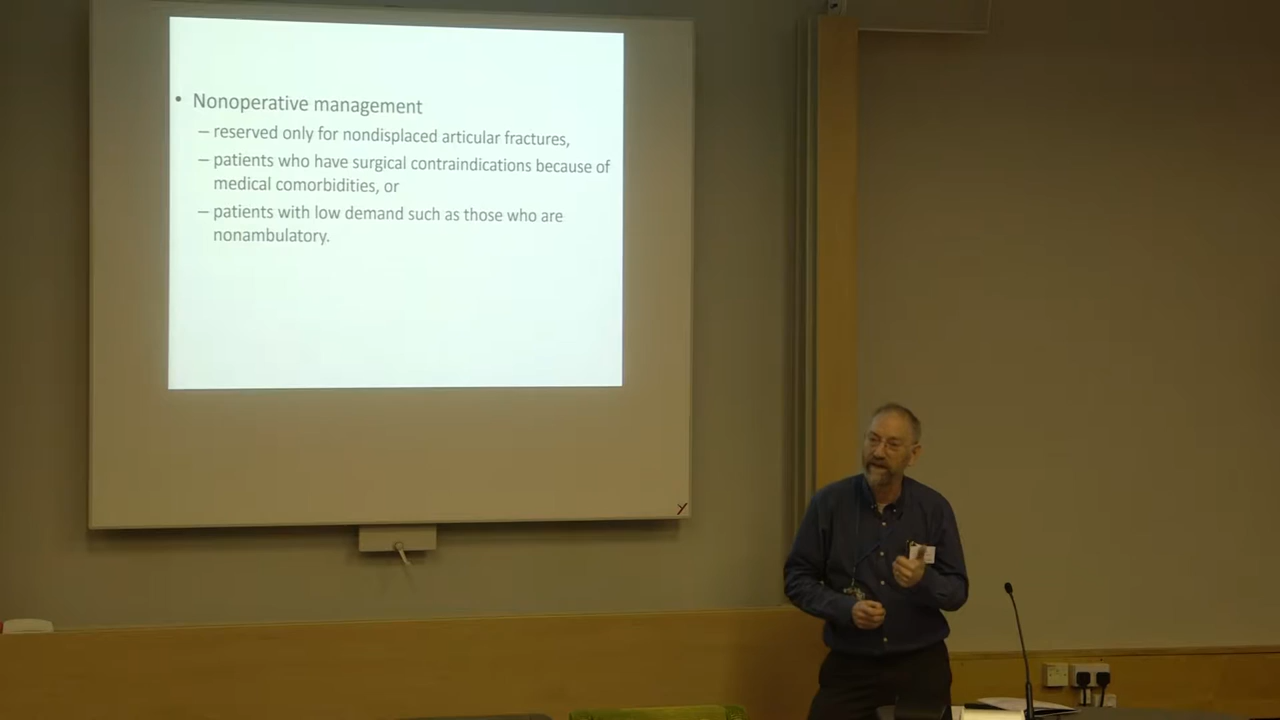 • Nonoperative management
– reserved only for nondisplaced articular fractures,
– patients who have surgical contraindications because of
medical comorbidities, or
– patients with low demand such as those who are
nonambulatory.